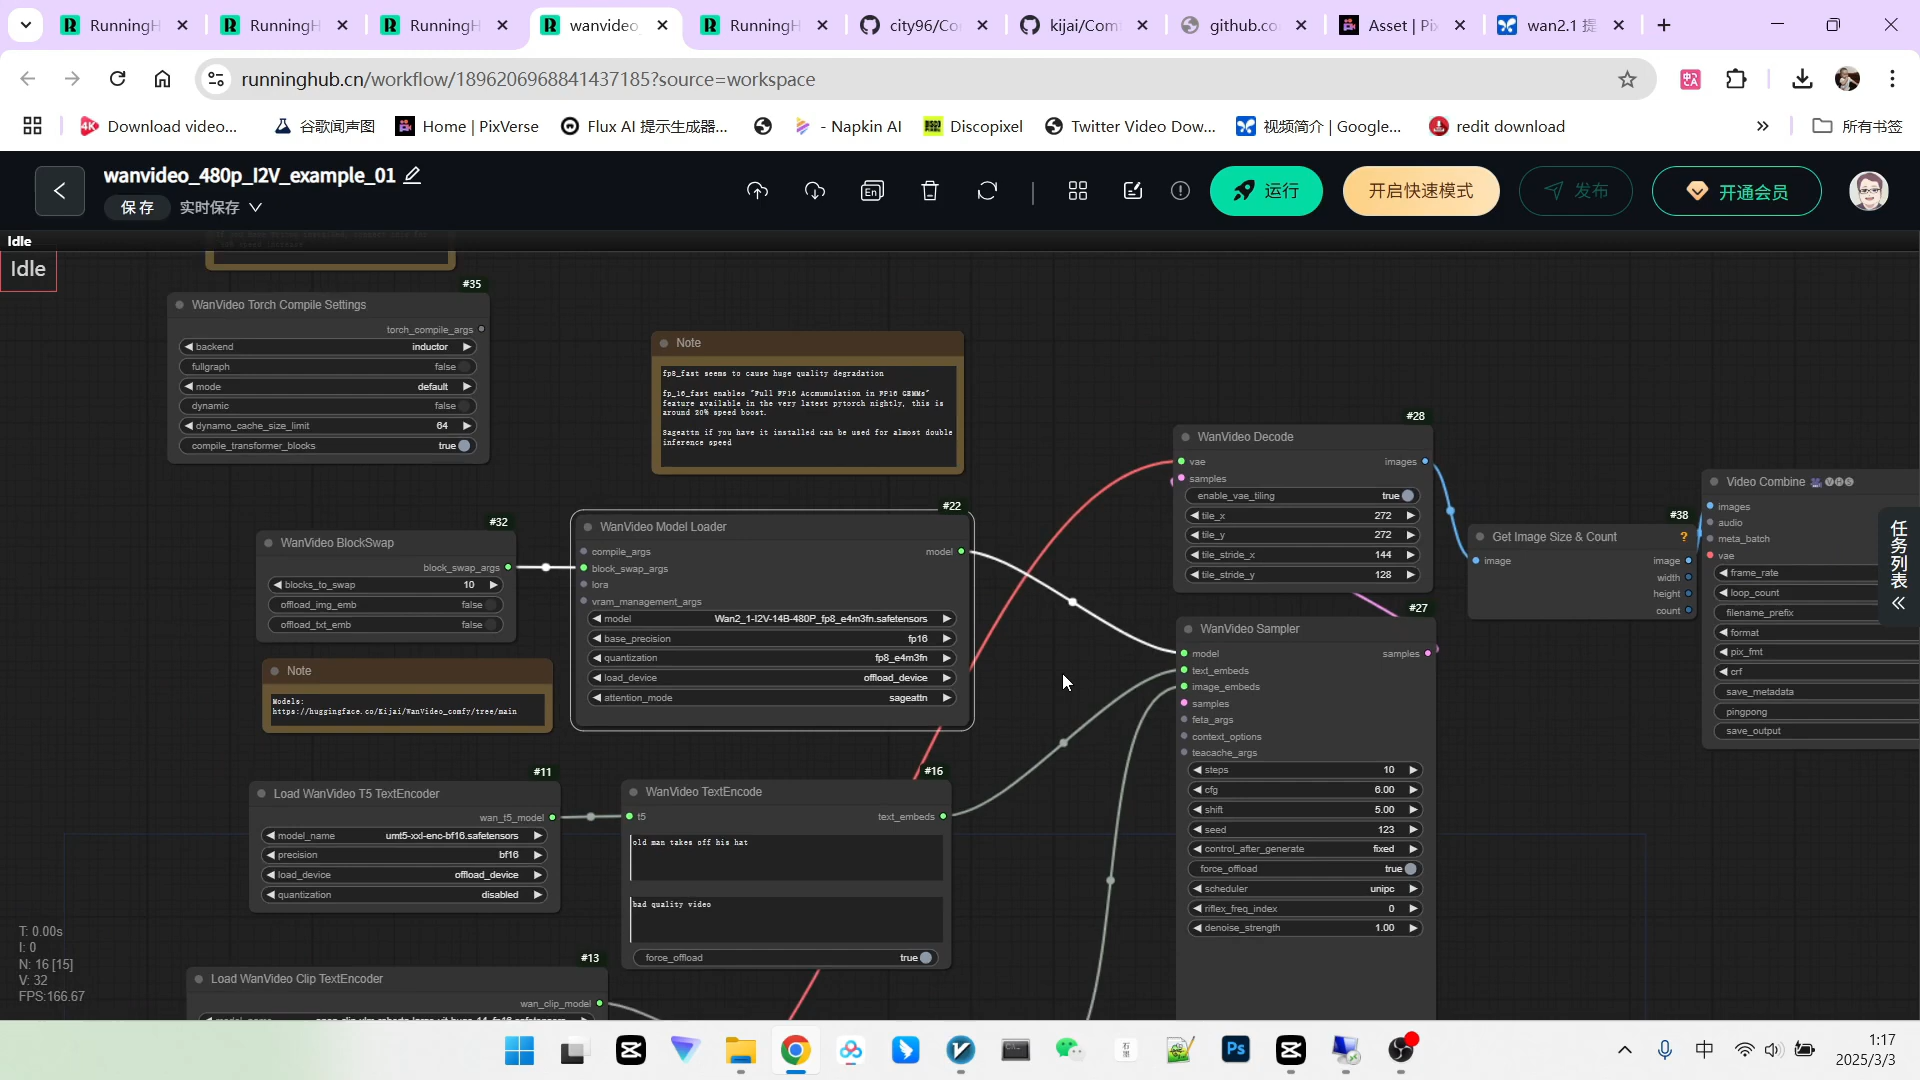 RunningH
RunningH
RunningH
wanvideo_
RunningH
city96/Co
kijai/Com
github.co
Asset | Pi
wan2.1 提
runninghub.cn/workflow/1896206968841437185?source=workspace
Download video...
谷歌闻声图
Home | PixVerse
Flux AI 提示生成器...
- Napkin AI
Discopixel
Twitter Video Dow...
视频简介 | Google...
redit download
所有书签
wanvideo_480p_I2V_example_01
保存
实时保存
En
运行
开启快速模式
发布
开通会员
Idle
Idle
#35
WanVideo Torch Compile Settings
torch_compile_args
backend inductor
fullgraph false
mode default
dynamic false
dynamo_cache_size_limit 64
compile_transformer_blocks true
Note
fp8_fast seems to cause huge quality degradation
fp_16_fast enables "Full FP16 Accmumulation in FP16 GEMMs"
feature available in the very latest pytorch nightly, this is
around 20% speed boost.
Sageattn if you have it installed can be used for almost double
inference speed
#28
WanVideo Decode
vae images
samples
enable_vae_tiling true
tile_x 272
tile_y 272
tile_stride_x 144
tile_stride_y 128
#32
WanVideo BlockSwap
block_swap_args
blocks_to_swap 10
offload_img_emb false
offload_txt_emb false
#22
WanVideo Model Loader
compile_args model
block_swap_args
lora
vram_management_args
model Wan2_1-I2V-14B-480P_fp8_e4m3fn.safetensors
base_precision fp16
quantization fp8_e4m3fn
load_device offload_device
attention_mode sageattn
#38
Get Image Size & Count ?
image image
width
height
count
Video Combine VHS
images
audio
meta_batch
vae
frame_rate
loop_count
filename_prefix
format
pix_fmt
crf
save_metadata
pingpong
save_output
任务列表
Note
Models:
https://huggingface.co/Kijai/WanVideo_comfy/tree/main
#27
WanVideo Sampler
model samples
text_embeds
image_embeds
samples
feta_args
context_options
teacache_args
steps 10
cfg 6.00
shift 5.00
seed 123
control_after_generate fixed
force_offload true
scheduler unipc
riflex_freq_index 0
denoise_strength 1.00
#11
Load WanVideo T5 TextEncoder
wan_t5_model
model_name umt5-xxl-enc-bf16.safetensors
precision bf16
load_device offload_device
quantization disabled
#16
WanVideo TextEncode
t5 text_embeds
old man takes off his hat
bad quality video
force_offload true
#13
Load WanVideo Clip TextEncoder
wan_clip_model
T: 0.00s
I: 0
N: 16 [15]
V: 32
FPS:166.67
Ps
中
1:17
2025/3/3